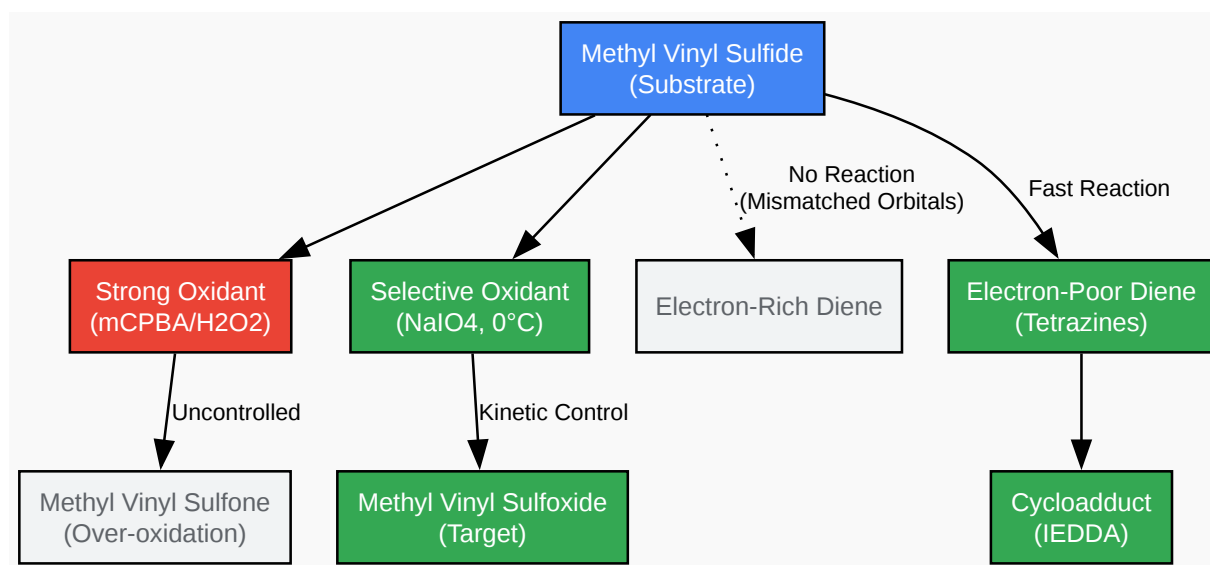 Methyl Vinyl Sulfide
(Substrate)
No Reaction
(Mismatched Orbitals)
Fast Reaction
Strong Oxidant
(mCPBA/H2O2)
Selective Oxidant
(NaIO4, 0°C)
Electron-Rich Diene
Electron-Poor Diene
(Tetrazines)
Uncontrolled
Kinetic Control
Methyl Vinyl Sulfone
(Over-oxidation)
Methyl Vinyl Sulfoxide
(Target)
Cycloadduct
(IEDDA)